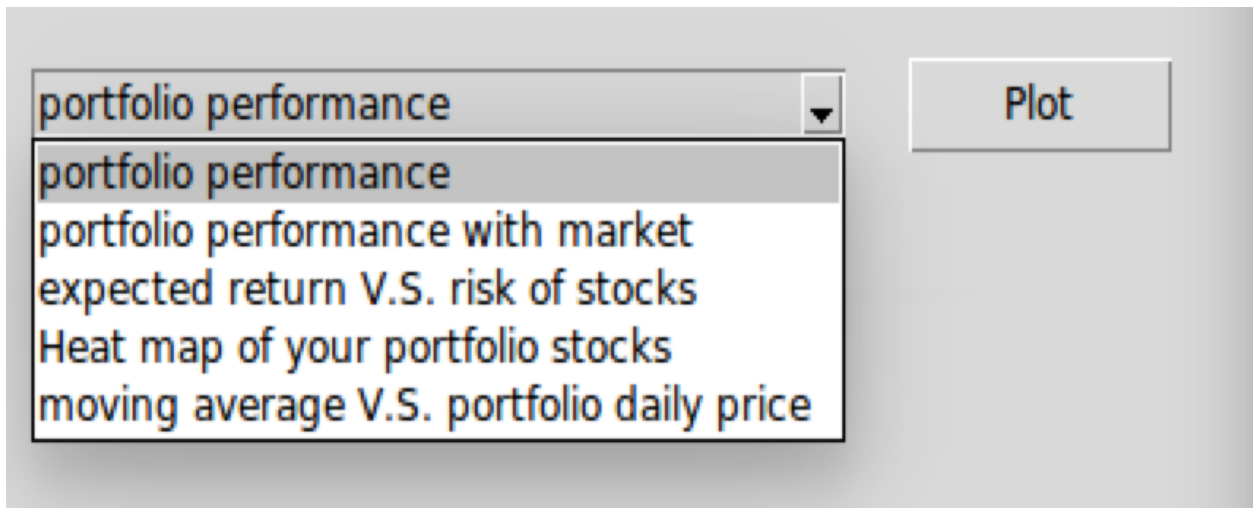 portfolio performance
Plot
portfolio performance
portfolio performance with market
expected return V.S. risk of stocks
Heat map of your portfolio stocks
moving average V.S. portfolio daily price